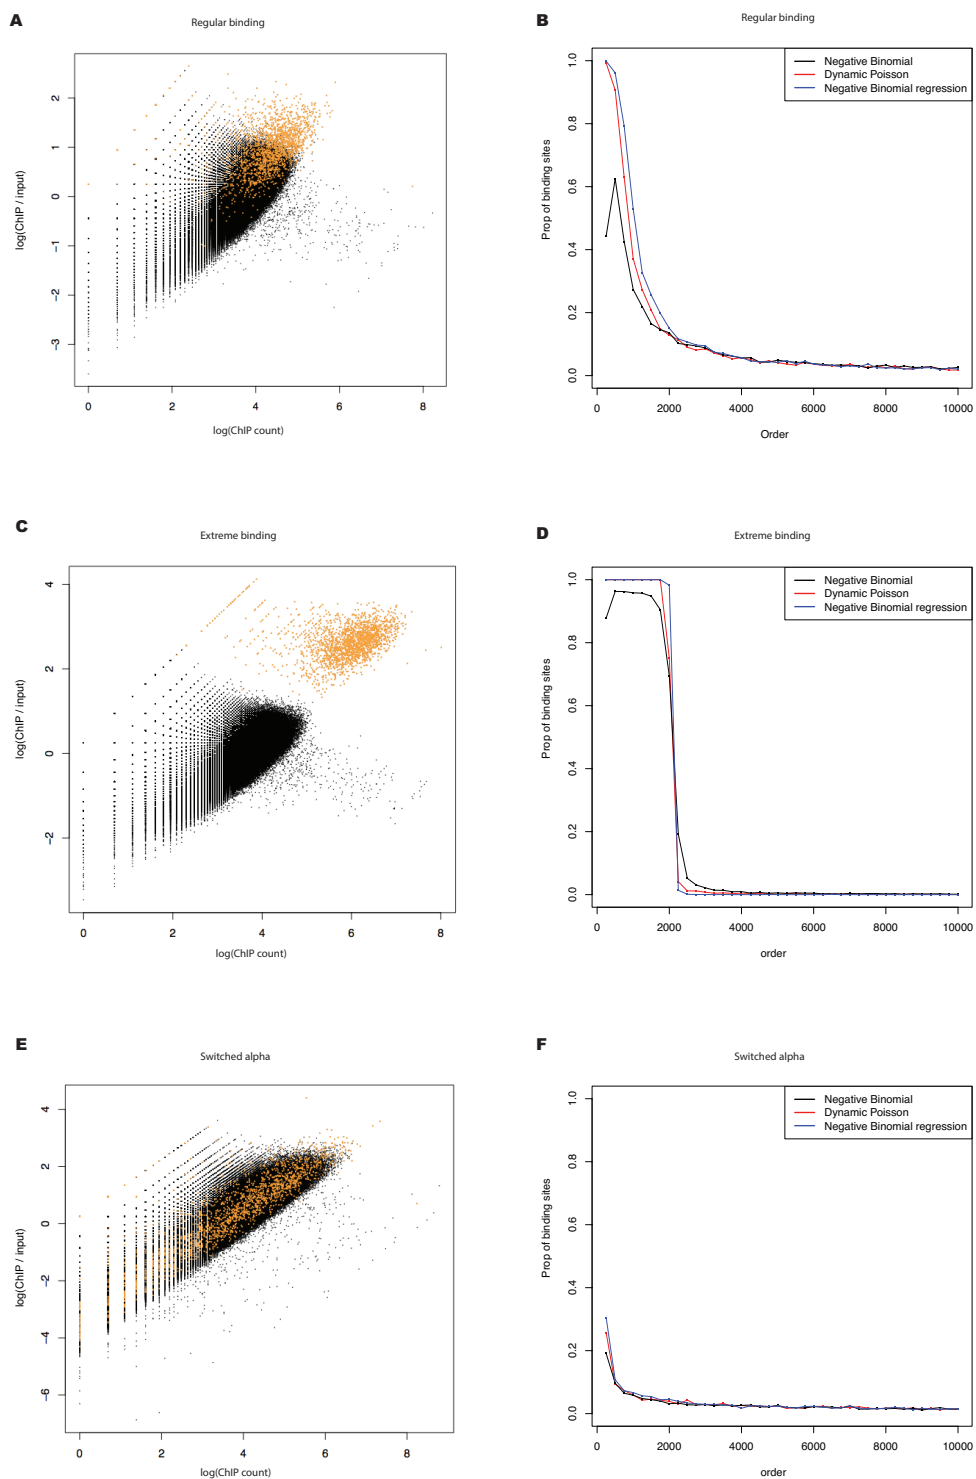 A
Regular binding
2
1
0
−1
−2
−3
log(ChIP / input)
0 2 4 6 8
log(ChIP count)
B
Regular binding
Negative Binomial
Dynamic Poisson
Negative Binomial regression
1.0
0.8
0.6
0.4
0.2
0.0
Prop of binding sites
0 2000 4000 6000 8000 10000
Order
C
Extreme binding
4
2
0
−2
log(ChIP / input)
0 2 4 6 8
log(ChIP count)
D
Extreme binding
Negative Binomial
Dynamic Poisson
Negative Binomial regression
1.0
0.8
0.6
0.4
0.2
0.0
Prop of binding sites
0 2000 4000 6000 8000 10000
order
E
Switched alpha
4
2
0
−2
−4
−6
log(ChIP / input)
0 2 4 6 8
log(ChIP count)
F
Switched alpha
Negative Binomial
Dynamic Poisson
Negative Binomial regression
1.0
0.8
0.6
0.4
0.2
0.0
Prop of binding sites
0 2000 4000 6000 8000 10000
order